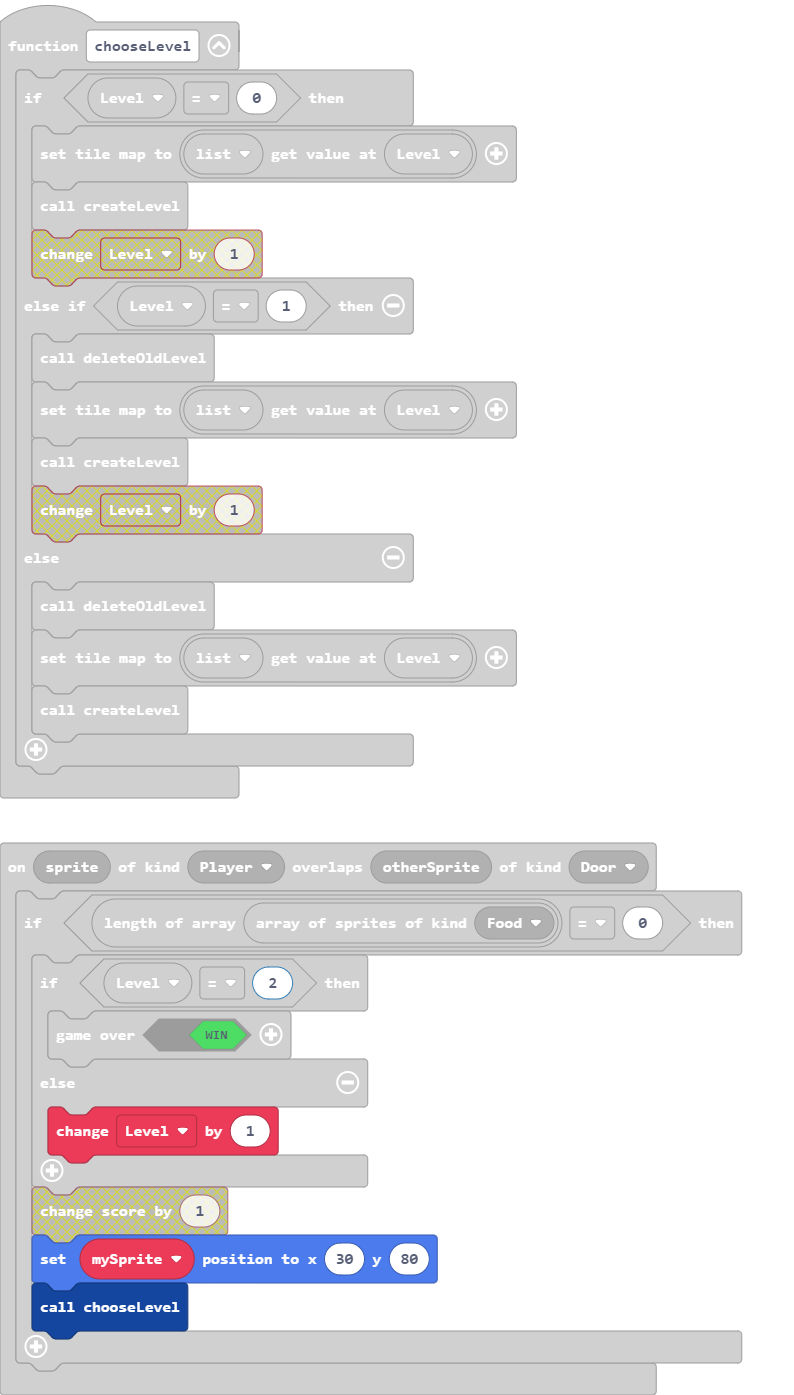 function chooseLevel
if Level = 0 then
set tile map to list get value at Level
call createLevel
change Level by 1
else if Level = 1 then
call deleteOldLevel
set tile map to list get value at Level
call createLevel
change Level by 1
else
call deleteOldLevel
set tile map to list get value at Level
call createLevel
on sprite of kind Player overlaps otherSprite of kind Door
if length of array array of sprites of kind Food = 0 then
if Level = 2 then
game over WIN
else
change Level by 1
change score by 1
set mySprite position to x 30 y 80
call chooseLevel